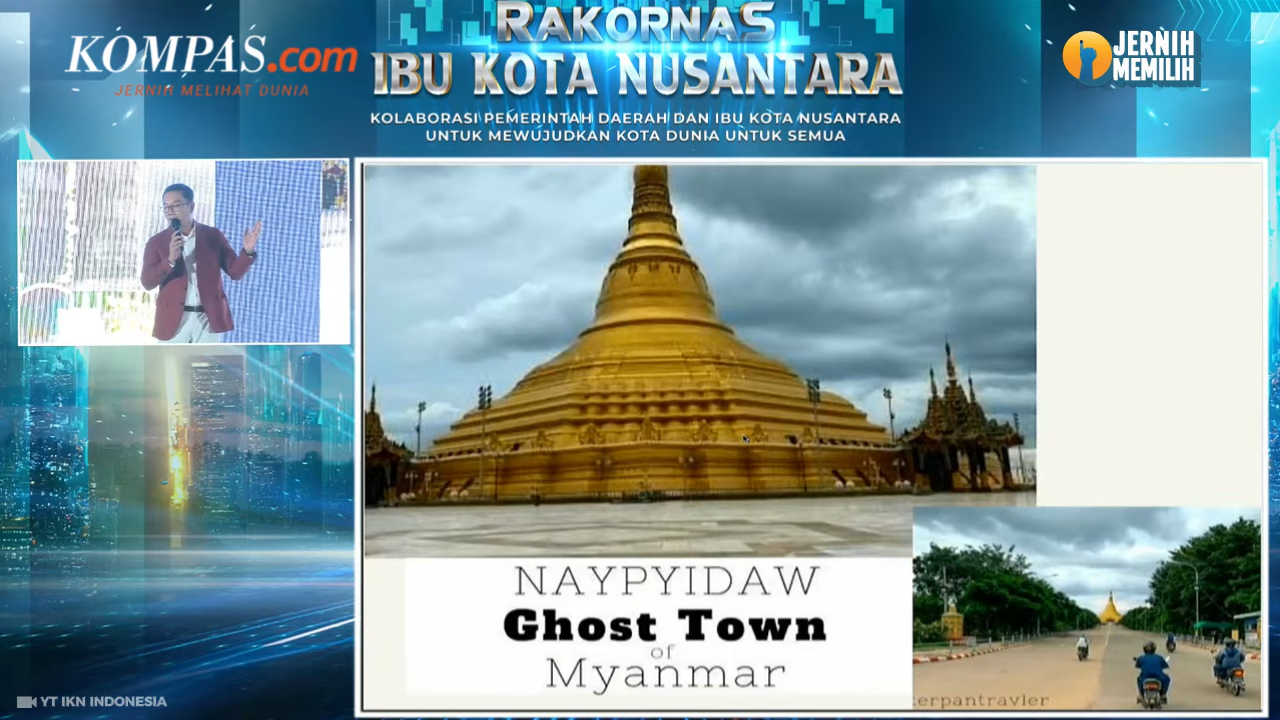 RAKORNAS
IBU KOTA NUSANTARA
KOLABORASI PEMERINTAH DAERAH DAN IBU KOTA NUSANTARA
UNTUK MEWUJUDKAN KOTA DUNIA UNTUK SEMUA
KOMPAS.com
JERNIH MELIHAT DUNIA
JERNIH
MEMILIH
NAYPYIDAW
Ghost Town
of
Myanmar
erpantravler
YT IKN INDONESIA